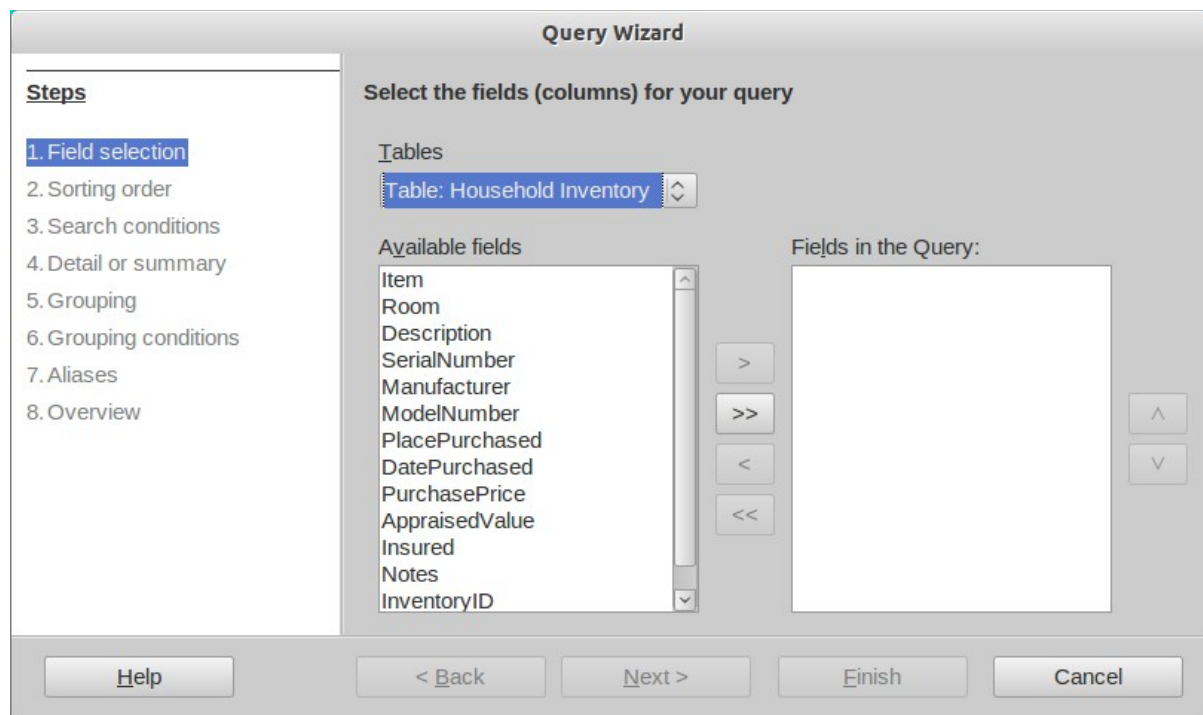 Query Wizard
Steps
1. Field selection
2. Sorting order
3. Search conditions
4. Detail or summary
5. Grouping
6. Grouping conditions
7. Aliases
8. Overview
Select the fields (columns) for your query
Tables
Table: Household Inventory
Available fields
Item
Room
Description
SerialNumber
Manufacturer
ModelNumber
PlacePurchased
DatePurchased
PurchasePrice
AppraisedValue
Insured
Notes
InventoryID
>
>>
<
<<
Fields in the Query:
Help
< Back
Next >
Finish
Cancel